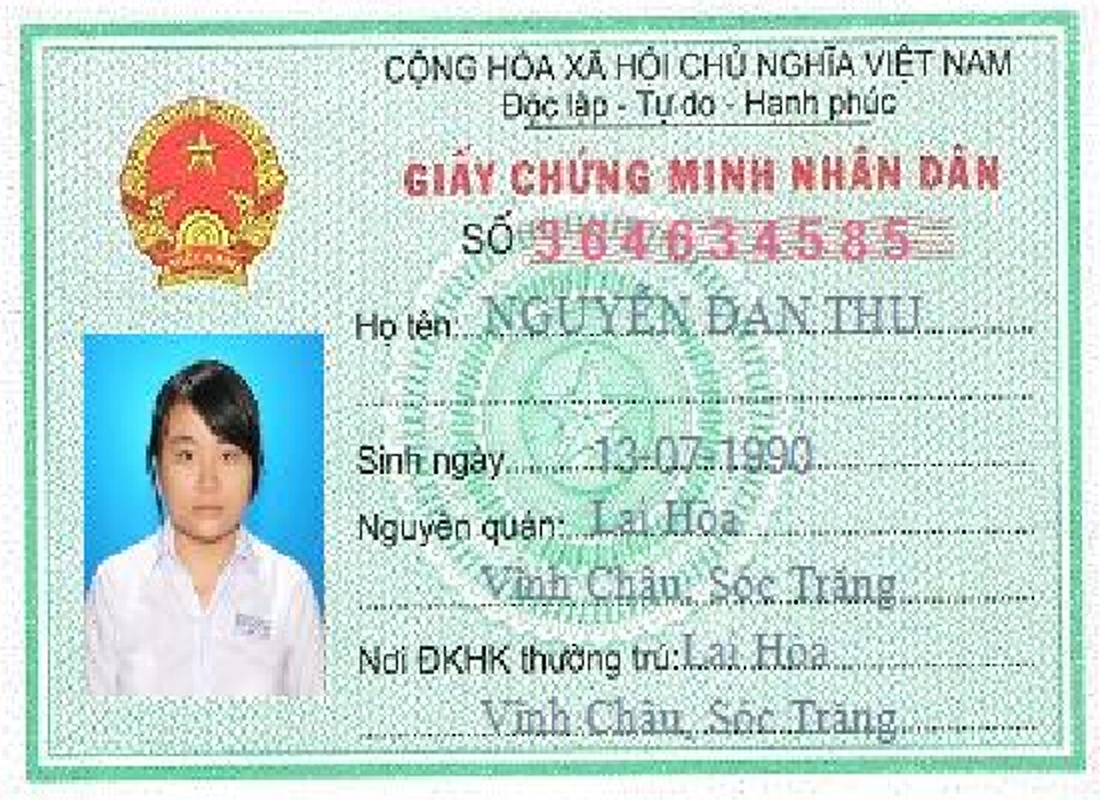 CỘNG HÒA XÃ HỘI CHỦ NGHĨA VIỆT NAM
Độc lập - Tự do - Hạnh phúc
GIẤY CHỨNG MINH NHÂN DÂN
SỐ 364634585
Họ tên: NGUYỄN ĐAN THU
Sinh ngày 13-07-1990
Nguyên quán: Lai Hòa
Vĩnh Châu, Sóc Trăng
Nơi ĐKHK thường trú: Lai Hòa
Vĩnh Châu, Sóc Trăng